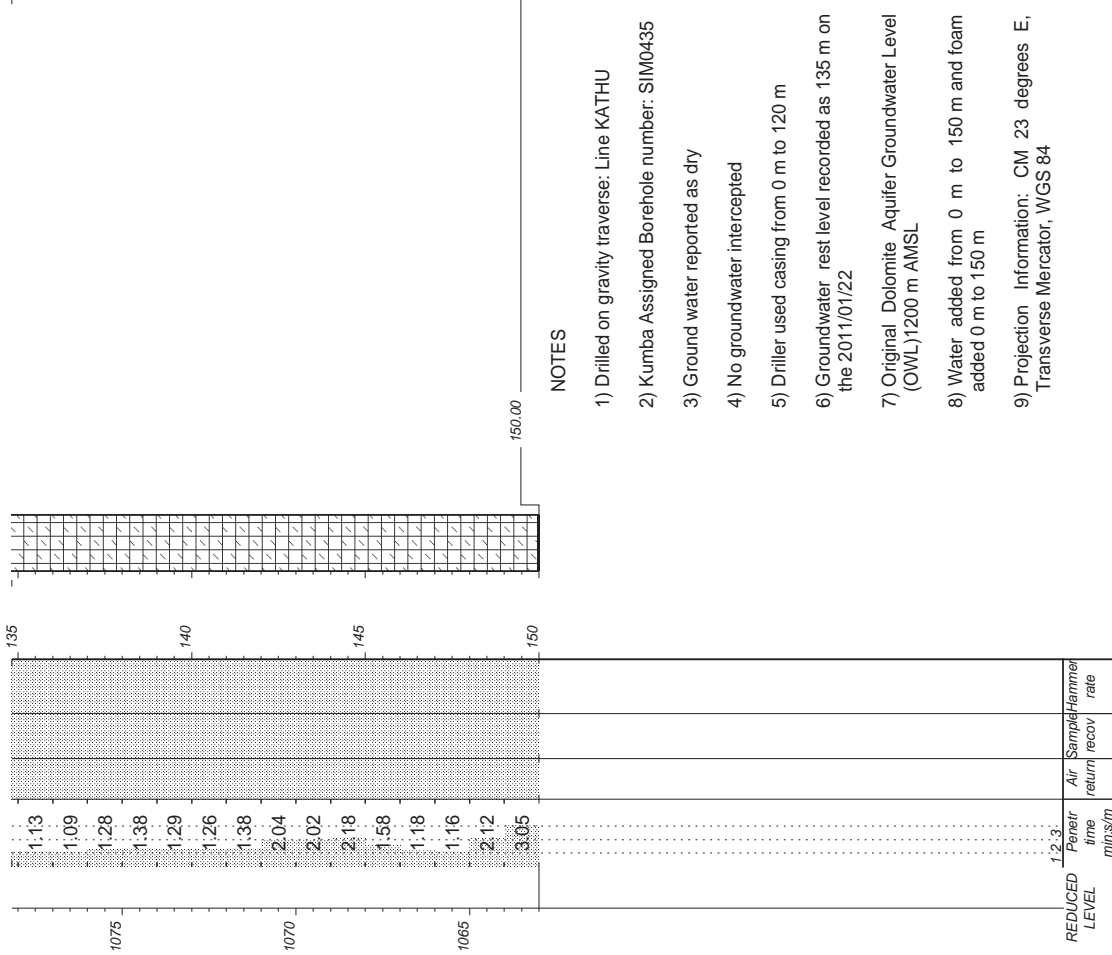 135
140
145
150
1075
1070
1065
1.13
1.09
1.28
1.38
1.29
1.26
1.38
2.04
2.02
2.18
1.58
1.18
1.16
2.12
3.05
150.00
NOTES
1) Drilled on gravity traverse: Line KATHU
2) Kumba Assigned Borehole number: SIM0435
3) Ground water reported as dry
4) No groundwater intercepted
5) Driller used casing from 0 m to 120 m
6) Groundwater rest level recorded as 135 m on
the 2011/01/22
7) Original Dolomite Aquifer Groundwater Level
(OWL)1200 m AMSL
8) Water added from 0 m to 150 m and foam
added 0 m to 150 m
9) Projection Information: CM 23 degrees E,
Transverse Mercator, WGS 84
REDUCED
LEVEL
1 2 3
Penetr
time
min:s/m
Air
return
Sample
recov
Hammer
rate